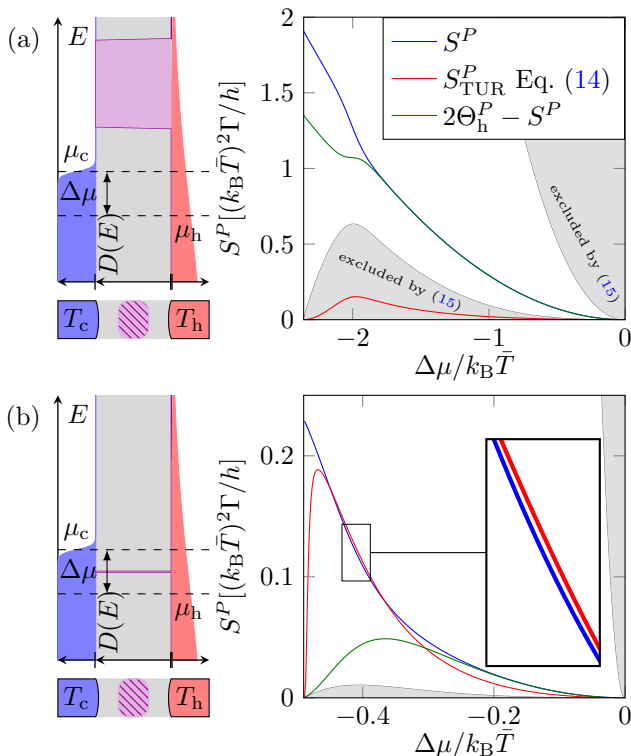 (a)
E
μc
Δμ
D(E)
μh
Tc
Th
S^P[(kB T̄)²Γ/h]
2
1.5
1
0.5
0
S^P
S^P_TUR Eq. (14)
2Θ^P_h − S^P
excluded by (15)
excluded by (15)
−2
−1
0
Δμ/kB T̄
(b)
E
μc
Δμ
D(E)
μh
Tc
Th
S^P[(kB T̄)²Γ/h]
0.2
0.1
0
−0.4
−0.2
0
Δμ/kB T̄